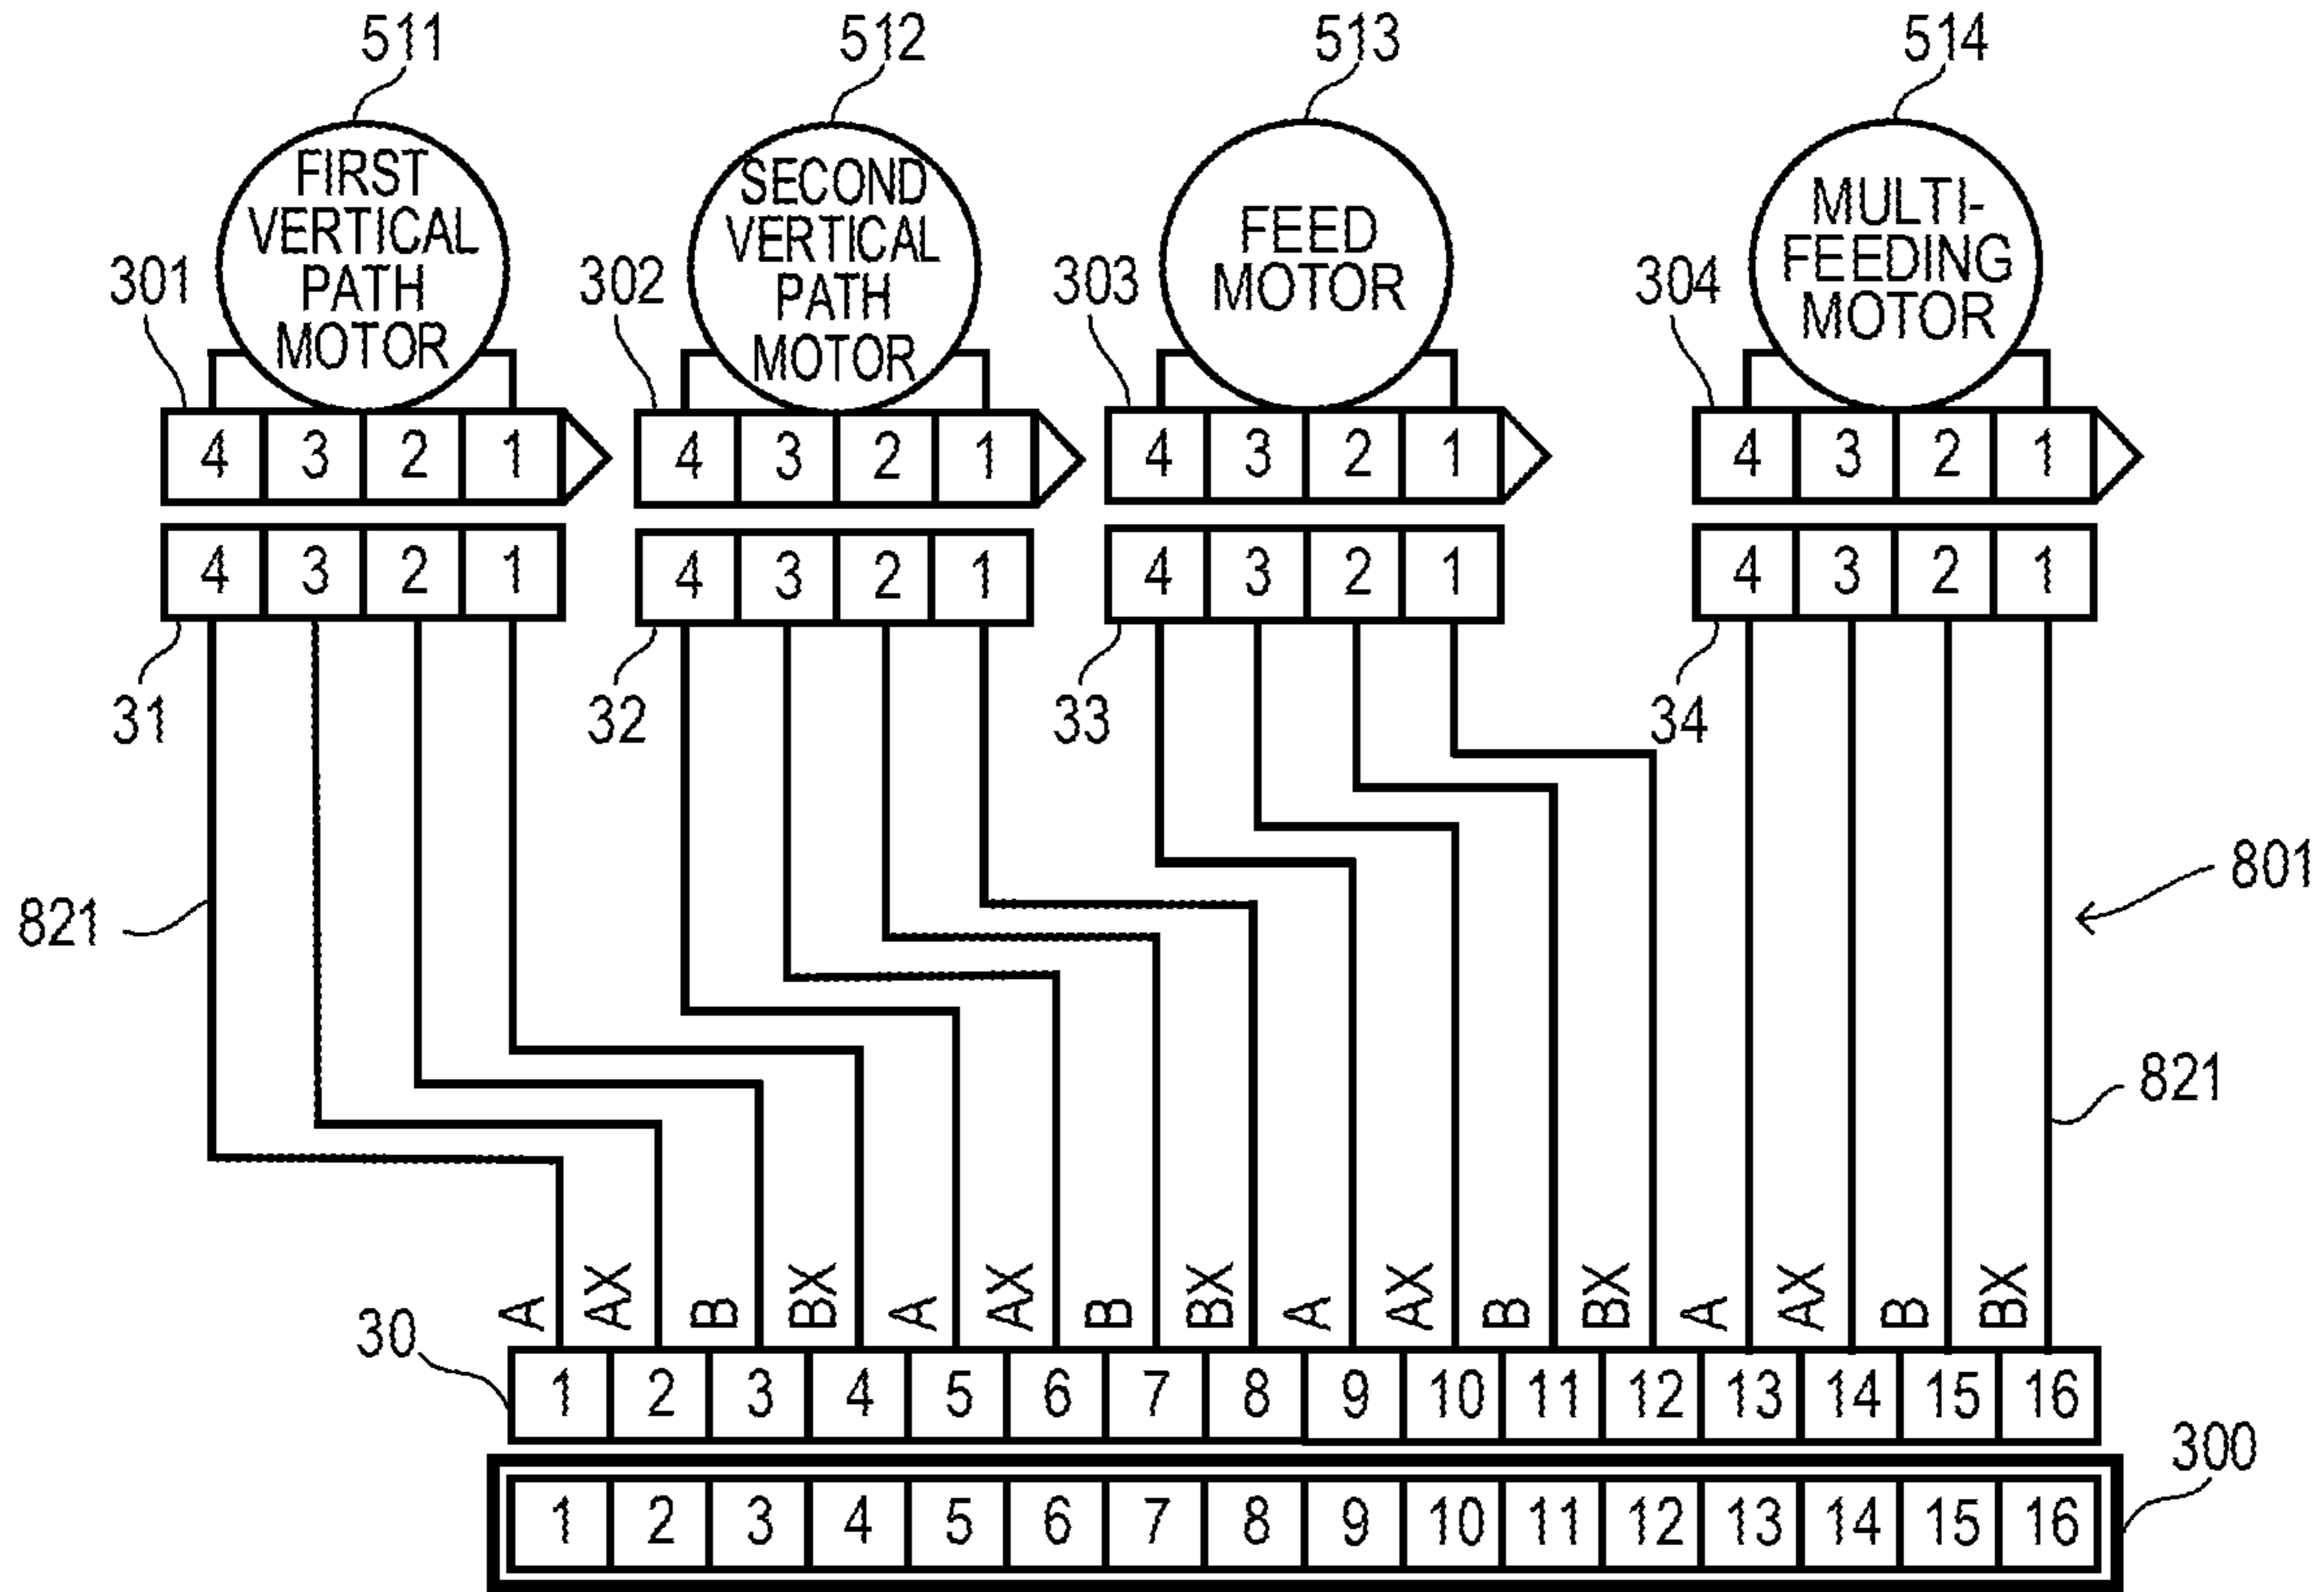 511 512 513 514
FIRST
VERTICAL
PATH
MOTOR
SECOND
VERTICAL
PATH
MOTOR
FEED
MOTOR
MULTI-
FEEDING
MOTOR
301 302 303 304
4 3 2 1 4 3 2 1 4 3 2 1 4 3 2 1
4 3 2 1 4 3 2 1 4 3 2 1 4 3 2 1
31 32 33 34
801
821
821
A AX B BX A AX B BX A AX B BX A AX B BX
30
1 2 3 4 5 6 7 8 9 10 11 12 13 14 15 16
300
1 2 3 4 5 6 7 8 9 10 11 12 13 14 15 16